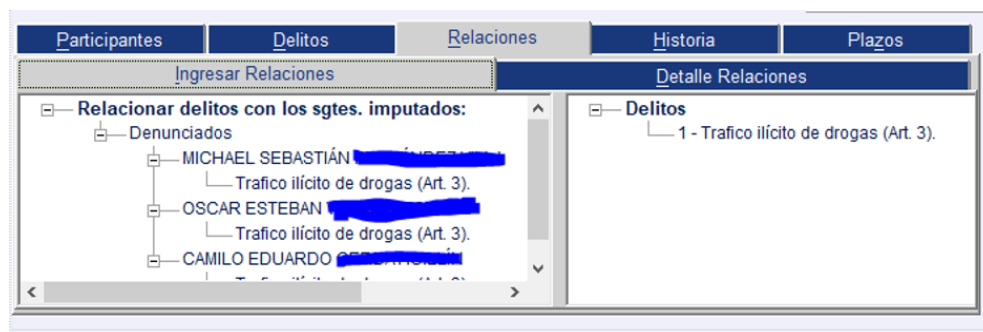 Participantes
Delitos
Relaciones
Historia
Plazos
Ingresar Relaciones
Detalle Relaciones
Relacionar delitos con los sgtes. imputados:
Denunciados
MICHAEL SEBASTIÁN
Trafico ilícito de drogas (Art. 3).
OSCAR ESTEBAN
Trafico ilícito de drogas (Art. 3).
CAMILO EDUARDO
Delitos
1 - Trafico ilícito de drogas (Art. 3).